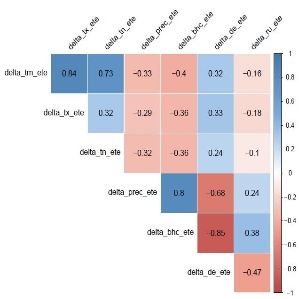 delta_tx_ete delta_tn_ete delta_prec_ete delta_bhc_ete delta_de_ete delta_ru_ete
delta_tm_ete 0.84 0.73 −0.33 −0.4 0.32 −0.16
delta_tx_ete 0.32 −0.29 −0.36 0.33 −0.18
delta_tn_ete −0.32 −0.36 0.24 −0.1
delta_prec_ete 0.8 −0.68 0.24
delta_bhc_ete −0.85 0.38
delta_de_ete −0.47
1
0.8
0.6
0.4
0.2
0
−0.2
−0.4
−0.6
−0.8
−1